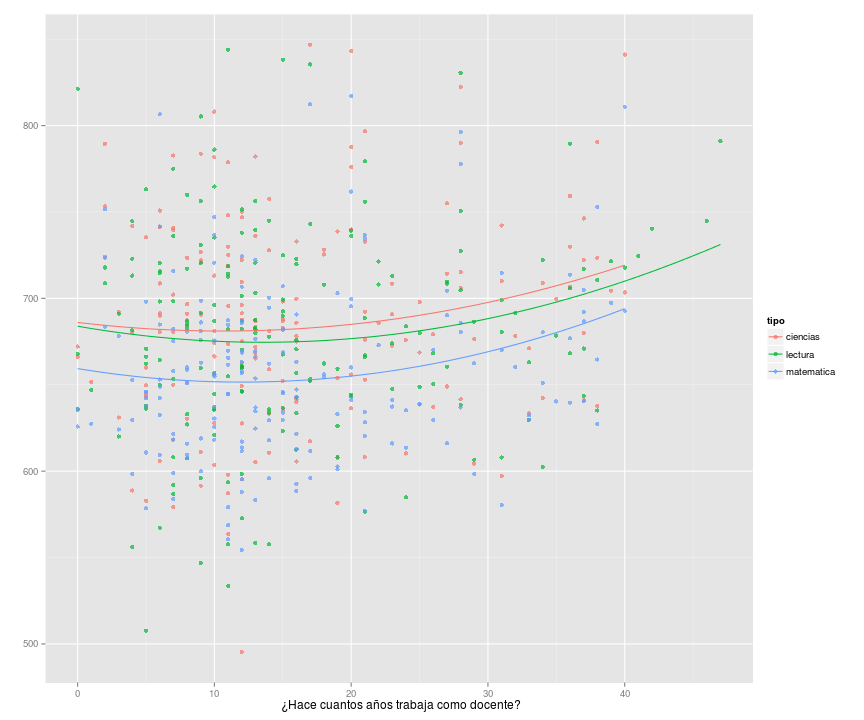 800
700
600
500
0
10
20
30
40
¿Hace cuantos años trabaja como docente?
tipo
ciencias
lectura
matematica